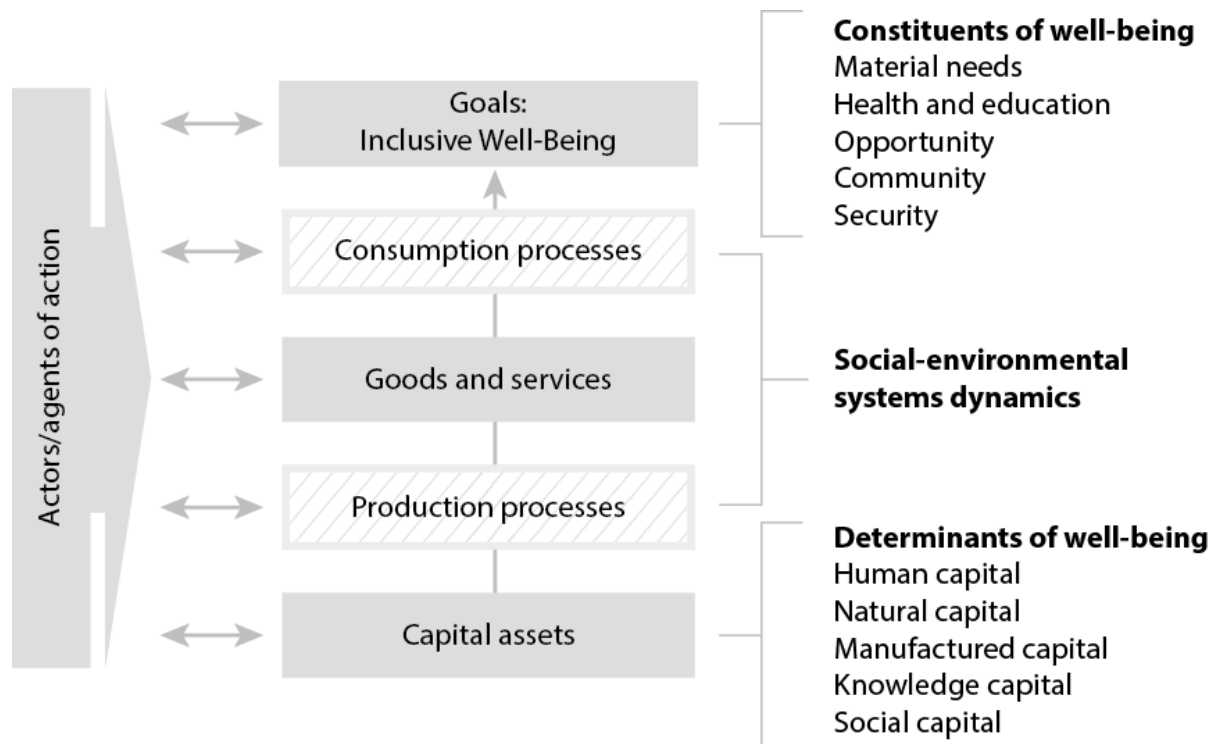 Actors/agents of action
Goals:
Inclusive Well-Being
Consumption processes
Goods and services
Production processes
Capital assets
Constituents of well-being
Material needs
Health and education
Opportunity
Community
Security
Social-environmental
systems dynamics
Determinants of well-being
Human capital
Natural capital
Manufactured capital
Knowledge capital
Social capital